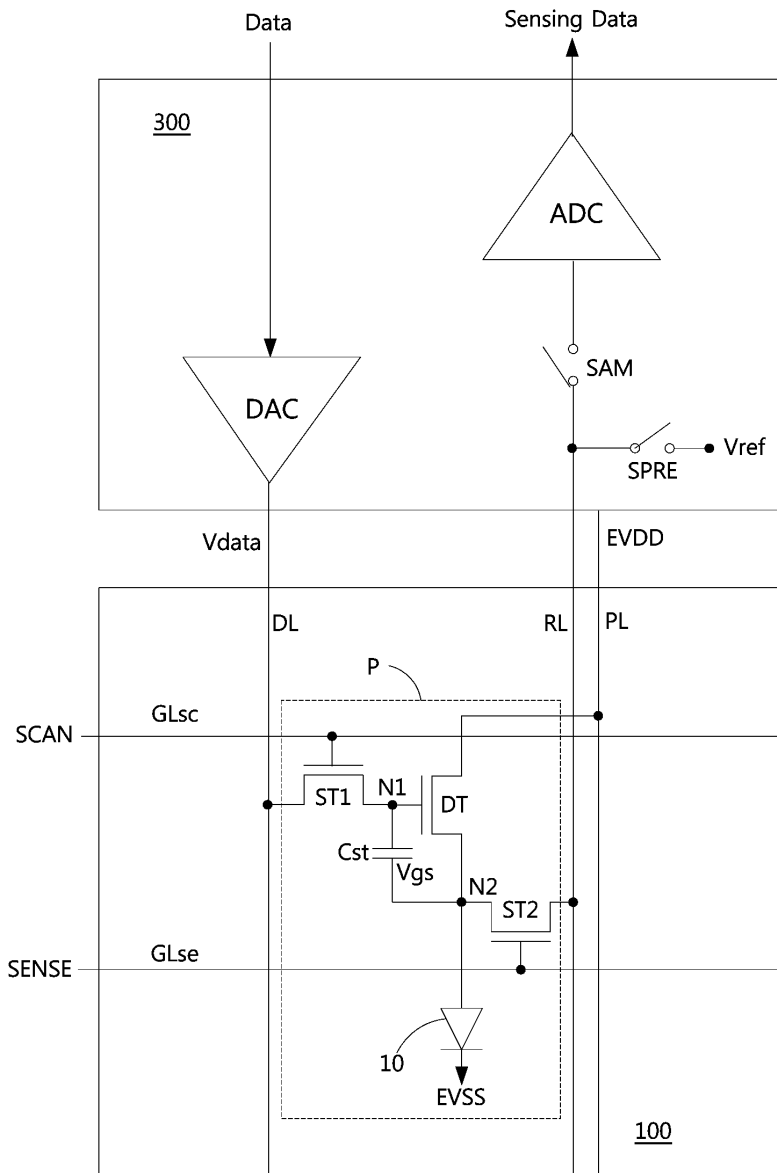 Data
Sensing Data
300
ADC
SAM
DAC
Vref
SPRE
Vdata
EVDD
DL
RL
PL
P
GLsc
SCAN
N1
DT
ST1
Cst
Vgs
N2
ST2
GLse
SENSE
10
EVSS
100